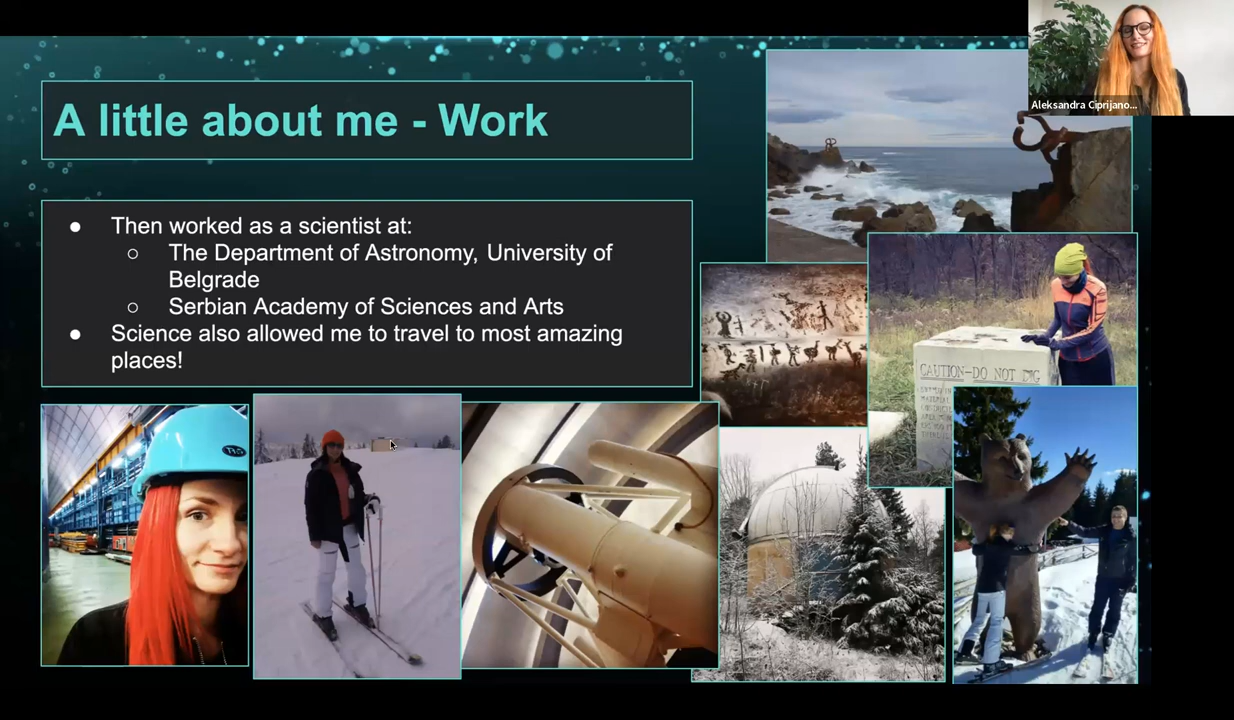 Aleksandra Ciprijano...
A little about me - Work
● Then worked as a scientist at:
○ The Department of Astronomy, University of
Belgrade
○ Serbian Academy of Sciences and Arts
● Science also allowed me to travel to most amazing
places!
CAUTION-DO NOT DIG